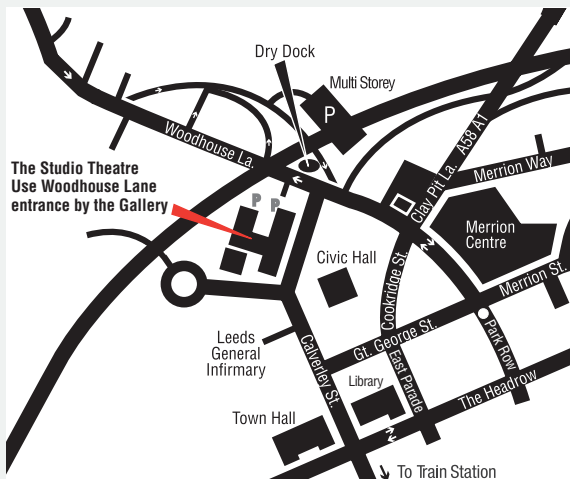 Dry Dock
Multi Storey
P
Woodhouse La.
Clay Pit La. A58 A1
Merrion Way
The Studio Theatre
Use Woodhouse Lane
entrance by the Gallery
P P
Merrion
Centre
Civic Hall
Cookridge St.
Merrion St.
Gt. George St.
Park Row
Leeds
General
Infirmary
Calverley St.
East Parade
Library
The Headrow
Town Hall
To Train Station